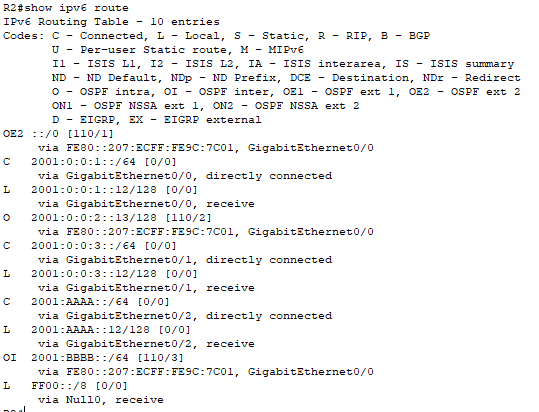 R2#show ipv6 route
IPv6 Routing Table - 10 entries
Codes: C - Connected, L - Local, S - Static, R - RIP, B - BGP
U - Per-user Static route, M - MIPv6
I1 - ISIS L1, I2 - ISIS L2, IA - ISIS interarea, IS - ISIS summary
ND - ND Default, NDp - ND Prefix, DCE - Destination, NDr - Redirect
O - OSPF intra, OI - OSPF inter, OE1 - OSPF ext 1, OE2 - OSPF ext 2
ON1 - OSPF NSSA ext 1, ON2 - OSPF NSSA ext 2
D - EIGRP, EX - EIGRP external
OE2 ::/0 [110/1]
via FE80::207:ECFF:FE9C:7C01, GigabitEthernet0/0
C 2001:0:0:1::/64 [0/0]
via GigabitEthernet0/0, directly connected
L 2001:0:0:1::12/128 [0/0]
via GigabitEthernet0/0, receive
O 2001:0:0:2::13/128 [110/2]
via FE80::207:ECFF:FE9C:7C01, GigabitEthernet0/0
C 2001:0:0:3::/64 [0/0]
via GigabitEthernet0/1, directly connected
L 2001:0:0:3::12/128 [0/0]
via GigabitEthernet0/1, receive
C 2001:AAAA::/64 [0/0]
via GigabitEthernet0/2, directly connected
L 2001:AAAA::12/128 [0/0]
via GigabitEthernet0/2, receive
OI 2001:BBBB::/64 [110/3]
via FE80::207:ECFF:FE9C:7C01, GigabitEthernet0/0
L FF00::/8 [0/0]
via Null0, receive